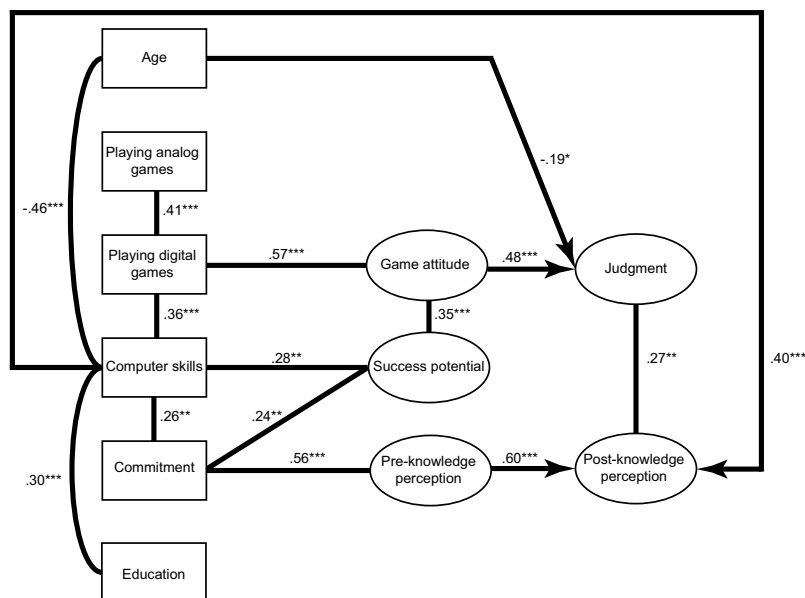 Age
Playing analog
games
-.19*
.41***
-.46***
Playing digital
games
.57***
Game attitude
.48***
Judgment
.36***
.35***
Computer skills
.28**
Success potential
.27**
.40***
.26**
.24**
Commitment
.56***
Pre-knowledge
perception
.60***
Post-knowledge
perception
.30***
Education